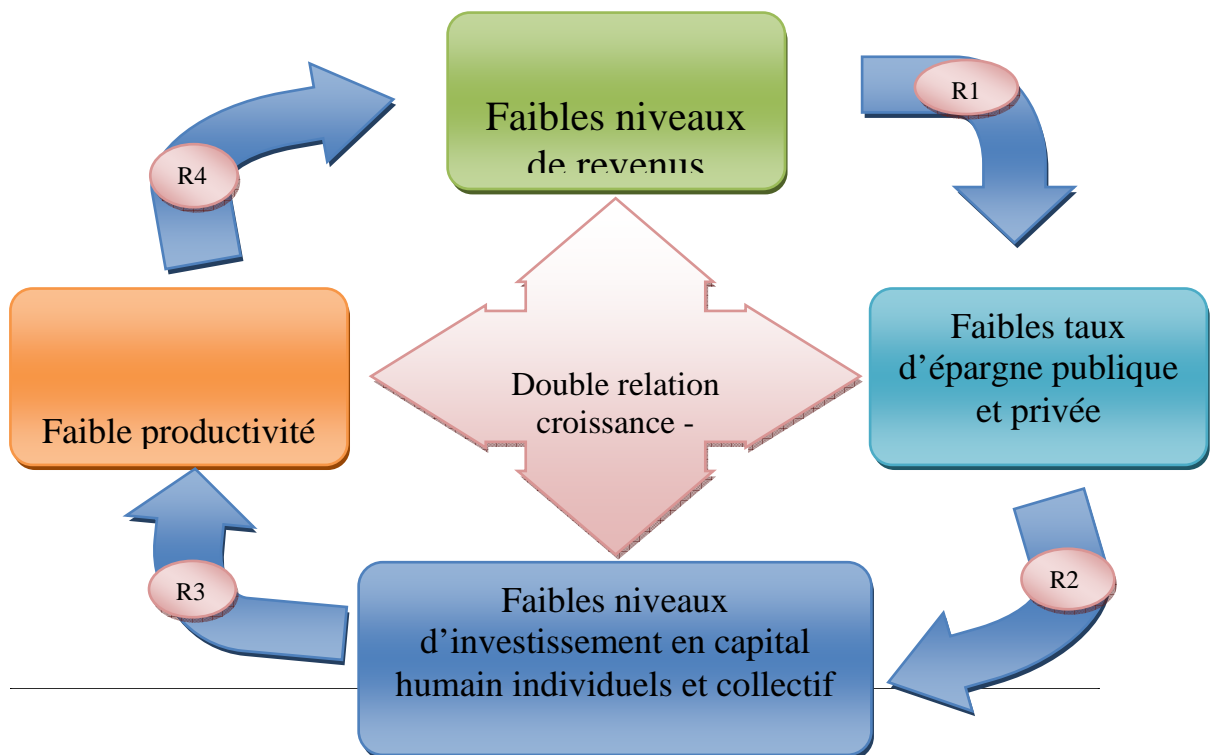 Faibles niveaux
de revenus
R1
R4
Faibles taux
d’épargne publique
et privée
Double relation
croissance -
Faible productivité
R2
R3
Faibles niveaux
d’investissement en capital
humain individuels et collectif